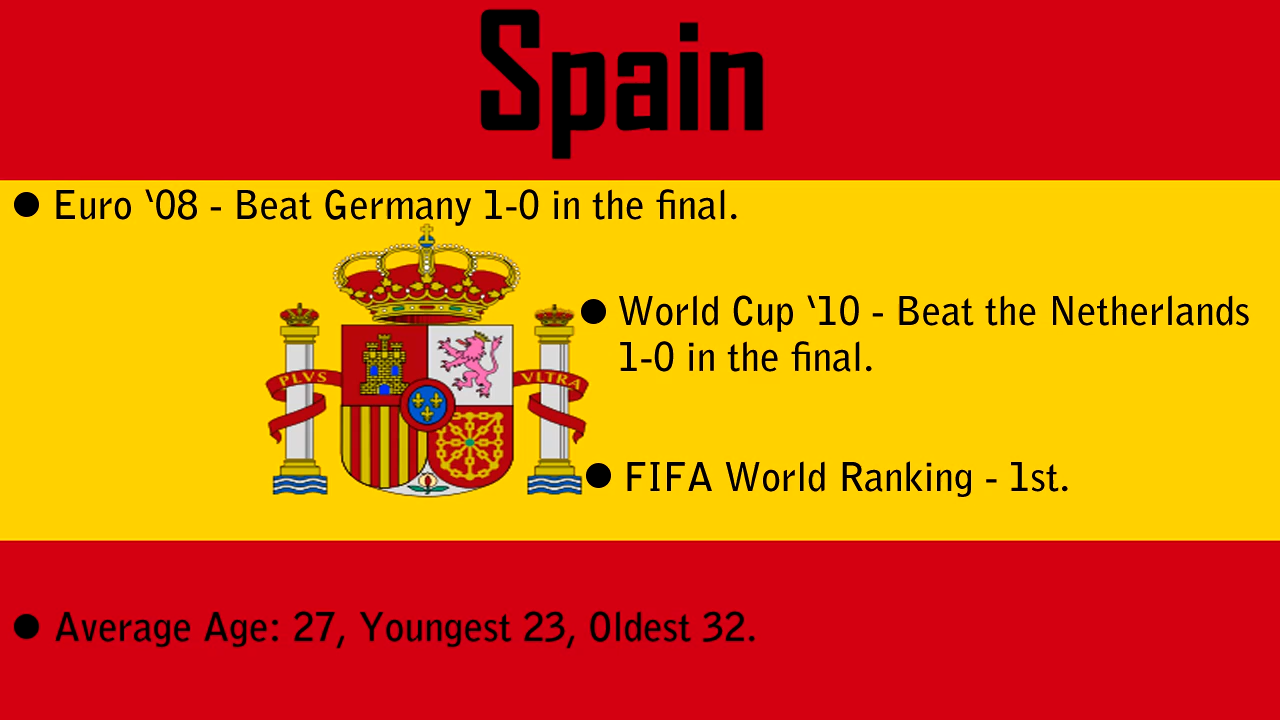 Spain
● Euro ‘08 - Beat Germany 1-0 in the final.
● World Cup ‘10 - Beat the Netherlands
1-0 in the final.
PLVS VLTRA
● FIFA World Ranking - 1st.
● Average Age: 27, Youngest 23, Oldest 32.